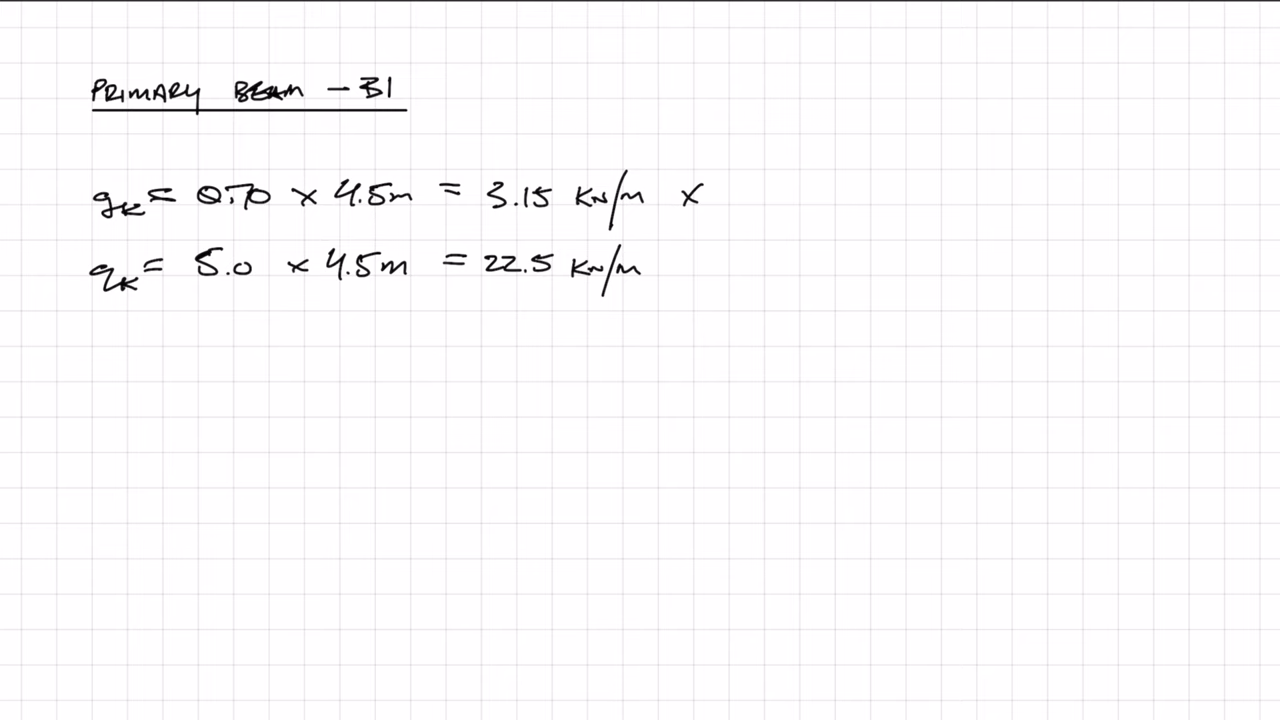 PRIMARY BEAM - B1
gk = 0.70 x 4.5m = 3.15 KN/m x
qk = 5.0 x 4.5m = 22.5 KN/m